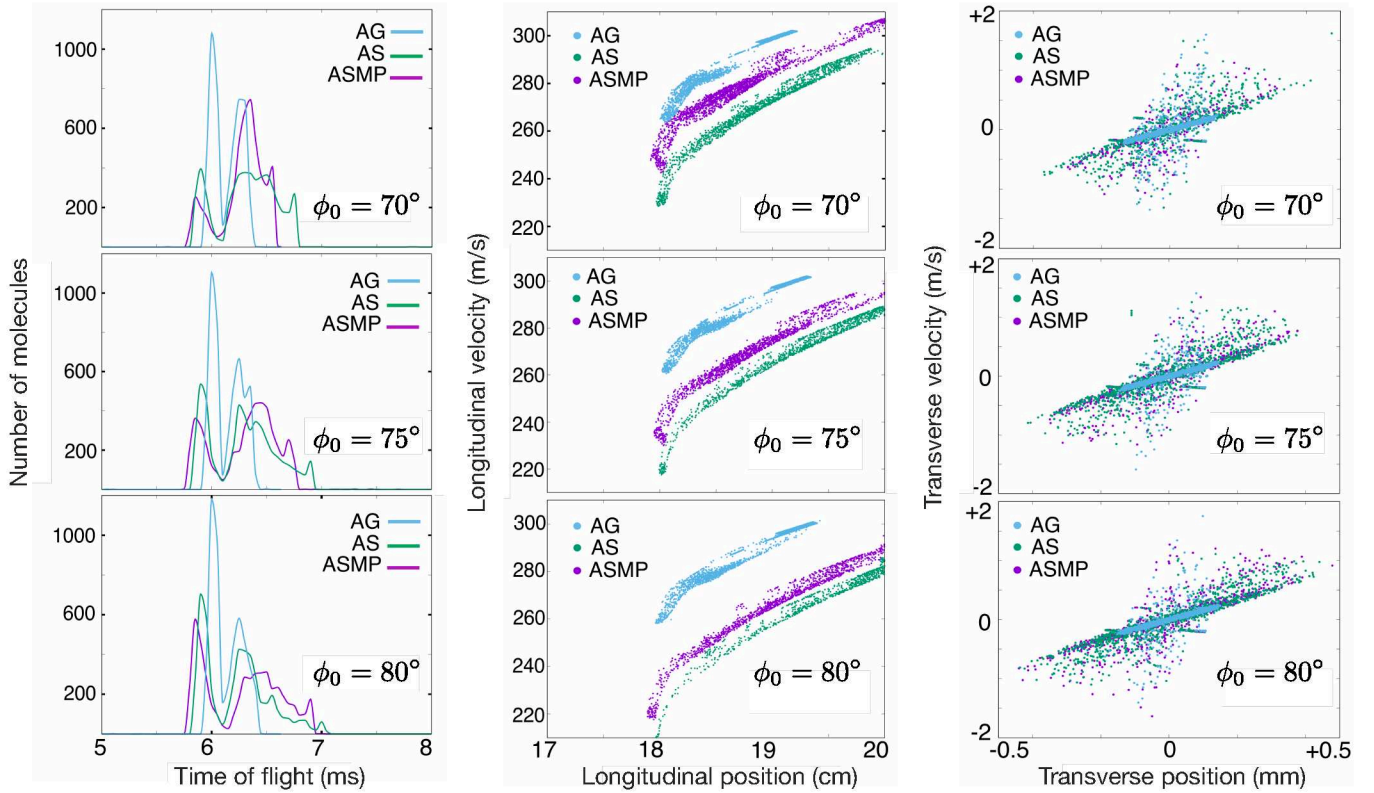 Number of molecules
1000
600
200
AG
AS
ASMP
ϕ₀ = 70°
1000
600
200
AG
AS
ASMP
ϕ₀ = 75°
1000
600
200
AG
AS
ASMP
ϕ₀ = 80°
5 6 7 8
Time of flight (ms)
Longitudinal velocity (m/s)
300
280
260
240
220
AG
AS
ASMP
ϕ₀ = 70°
300
280
260
240
220
AG
AS
ASMP
ϕ₀ = 75°
300
280
260
240
220
AG
AS
ASMP
ϕ₀ = 80°
17 18 19 20
Longitudinal position (cm)
Transverse velocity (m/s)
+2
0
-2
AG
AS
ASMP
ϕ₀ = 70°
+2
0
-2
AG
AS
ASMP
ϕ₀ = 75°
+2
0
-2
AG
AS
ASMP
ϕ₀ = 80°
-0.5 0 +0.5
Transverse position (mm)